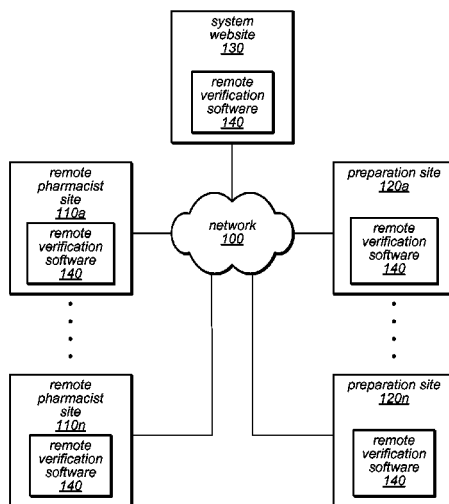 system
website
130
remote
verification
software
140
remote
pharmacist
site
110a
remote
verification
software
140
network
100
preparation site
120a
remote
verification
software
140
remote
pharmacist
site
110n
remote
verification
software
140
preparation site
120n
remote
verification
software
140